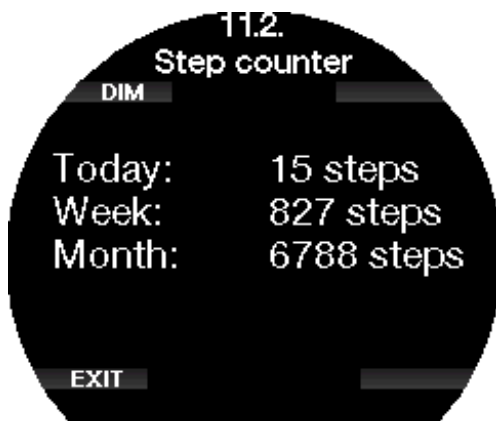 11.2.
Step counter
DIM
Today: 15 steps
Week: 827 steps
Month: 6788 steps
EXIT